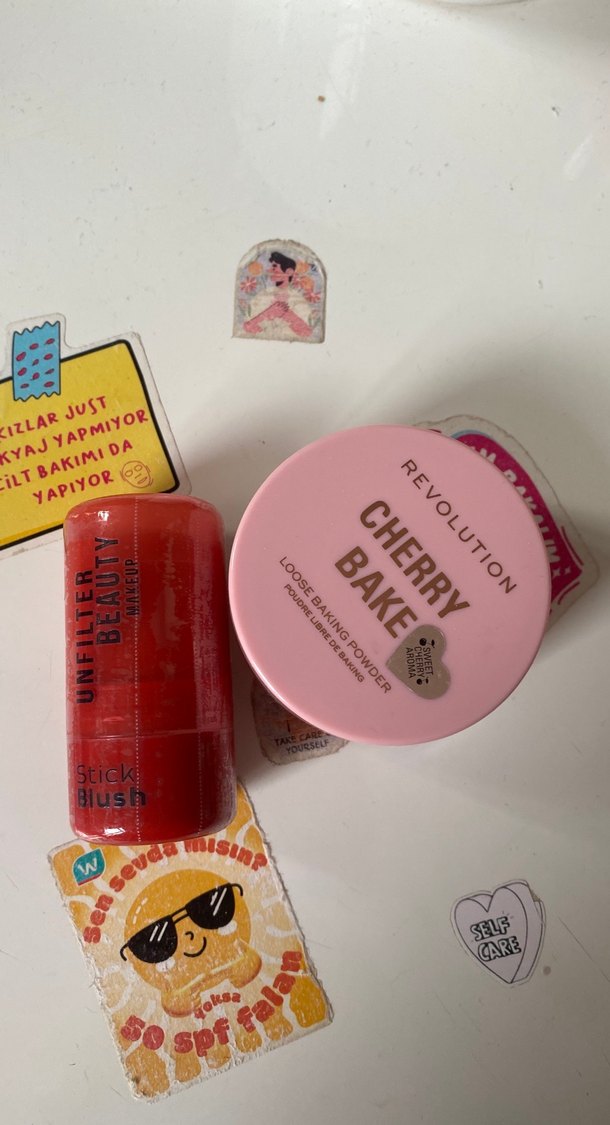 KIZLAR JUST
KYAJ YAPMIYOR
CİLT BAKIMI DA
YAPIYOR
REVOLUTION
CHERRY
BAKE
LOOSE BAKING POWDER
POUDRE LIBRE DE BAKING
SWEET
CHERRY
AROMA
UNFILTER
BEAUTY
MAKEUP
Stick
Blush
TAKE CARE
YOURSELF
W
Sen sevda mısın?
Yoksa
50 spf falan
SELF
CARE